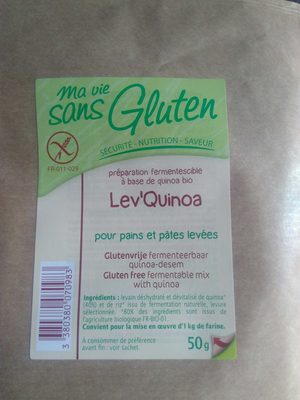 Ma vie
sans Gluten
SÉCURITÉ - NUTRITION - SAVEUR
FR-011-029
préparation fermentescible
à base de quinoa bio
Lev'Quinoa
pour pains et pâtes levées
Glutenvrije fermenteerbaar
quinoa-desem
Gluten free fermentable mix
with quinoa
Ingrédients : levain déshydraté et dévitalisé de quinoa*
(40%) et de riz* issu de fermentation naturelle, levure
sélectionnée. *80% des ingrédients sont issus de
l'agriculture biologique FR-BIO-01.
Convient pour la mise en œuvre d'1 kg de farine.
À consommer de préférence
avant fin : voir sachet.
50g
3 380380 070983